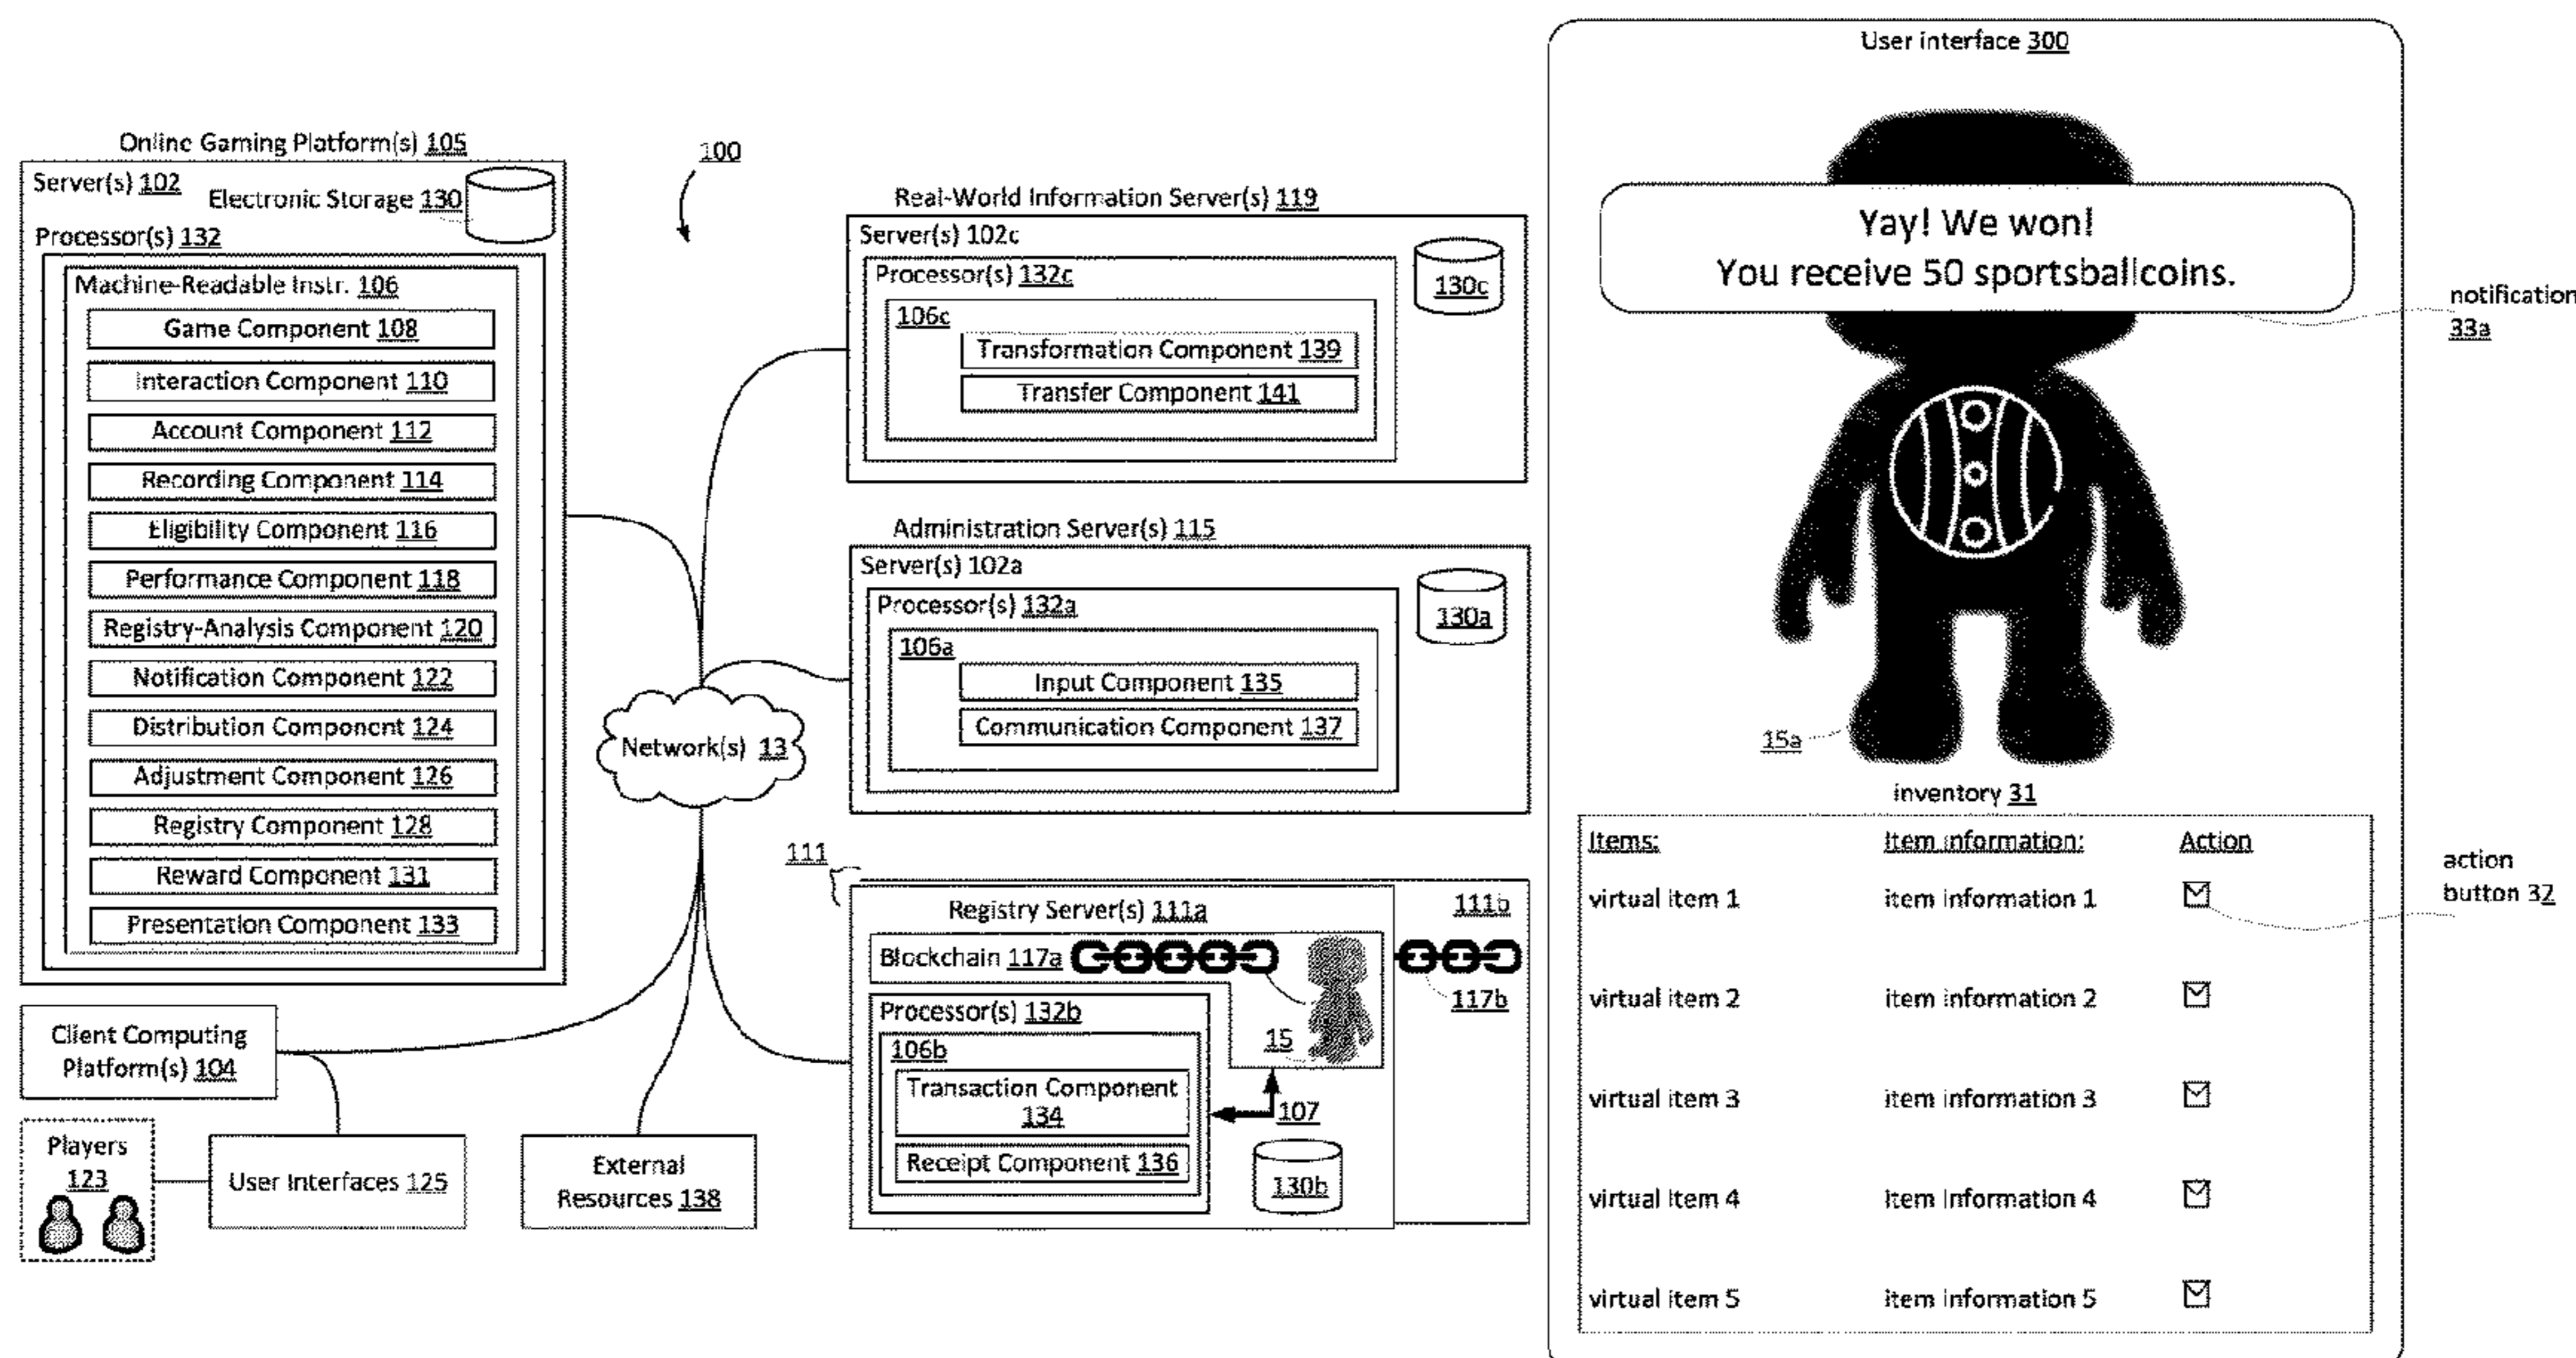 Online Gaming Platform(s) 105
Server(s) 102
Electronic Storage 130
Processor(s) 132
Machine-Readable Instr. 106
Game Component 108
Interaction Component 110
Account Component 112
Recording Component 114
Eligibility Component 116
Performance Component 118
Registry-Analysis Component 120
Notification Component 122
Distribution Component 124
Adjustment Component 126
Registry Component 128
Reward Component 131
Presentation Component 133
Client Computing
Platform(s) 104
Players
123
User Interfaces 125
External
Resources 138
100
Network(s) 13
Real-World Information Server(s) 119
Server(s) 102c
Processor(s) 132c
130c
106c
Transformation Component 139
Transfer Component 141
Administration Server(s) 115
Server(s) 102a
Processor(s) 132a
130a
106a
Input Component 135
Communication Component 137
111
Registry Server(s) 111a
111b
Blockchain 117a
117b
Processor(s) 132b
106b
15
Transaction Component
134
107
Receipt Component 136
130b
User interface 300
Yay! We won!
You receive 50 sportsballcoins.
notification
33a
15a
inventory 31
Items: Item information: Action
virtual item 1 item information 1
action
button 32
virtual item 2 item information 2
virtual item 3 item information 3
virtual item 4 item information 4
virtual item 5 item information 5